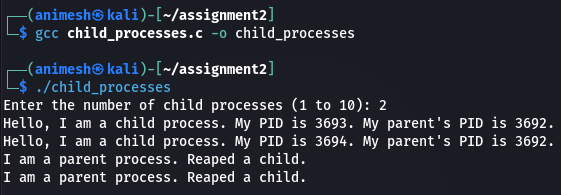 ┌──(animesh㉿kali)-[~/assignment2]
└─$ gcc child_processes.c -o child_processes
┌──(animesh㉿kali)-[~/assignment2]
└─$ ./child_processes
Enter the number of child processes (1 to 10): 2
Hello, I am a child process. My PID is 3693. My parent's PID is 3692.
Hello, I am a child process. My PID is 3694. My parent's PID is 3692.
I am a parent process. Reaped a child.
I am a parent process. Reaped a child.